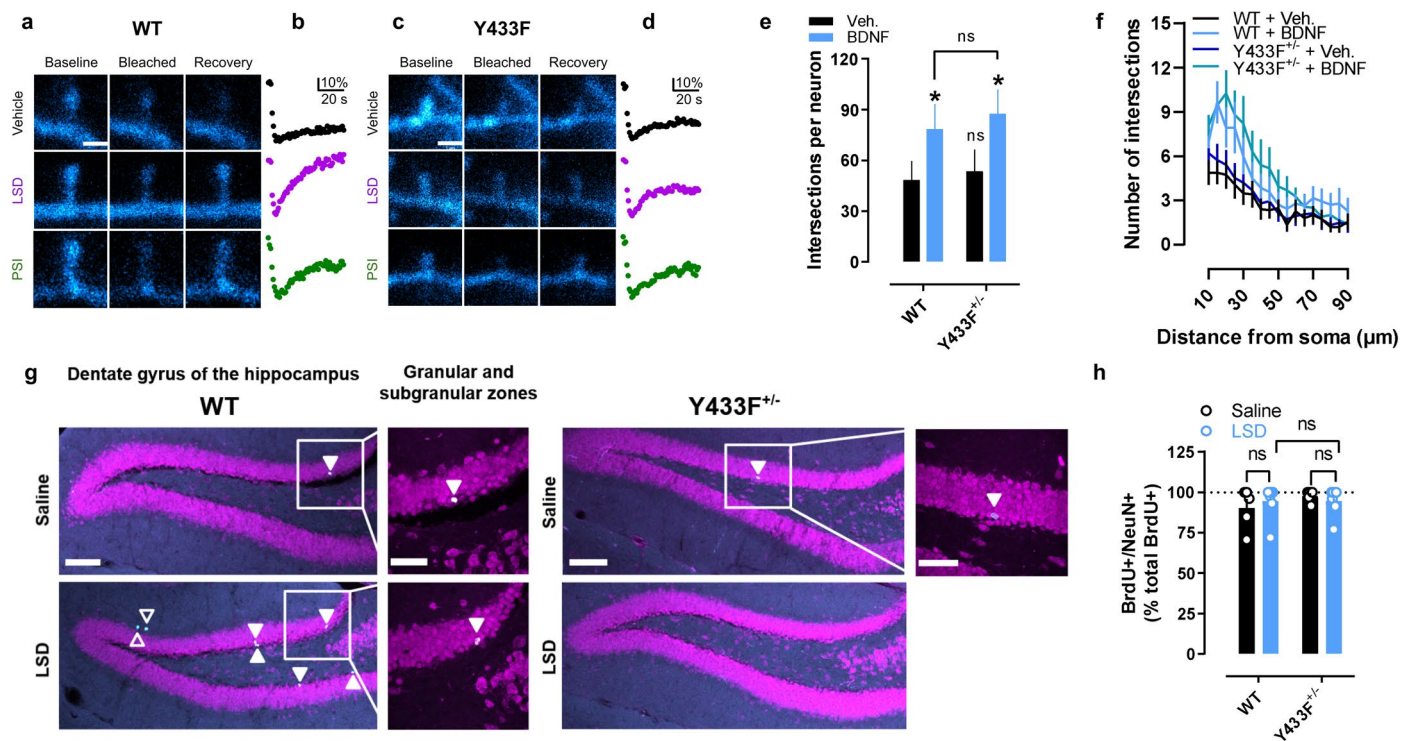 a
WT
b
Baseline
Bleached
Recovery
Vehicle
LSD
PSI
10%
20 s
c
Y433F
d
Baseline
Bleached
Recovery
Vehicle
LSD
PSI
10%
20 s
e
Veh.
BDNF
ns
*
*
ns
Intersections per neuron
120
90
60
30
0
WT
Y433F+/-
f
WT + Veh.
WT + BDNF
Y433F+/- + Veh.
Y433F+/- + BDNF
Number of intersections
15
12
9
6
3
0
10
30
50
70
90
Distance from soma (µm)
g
Dentate gyrus of the hippocampus
Granular and
subgranular zones
WT
Y433F+/-
Saline
LSD
Saline
LSD
h
Saline
LSD
ns
ns
ns
BrdU+/NeuN+
(% total BrdU+)
125
100
75
50
25
0
WT
Y433F+/-